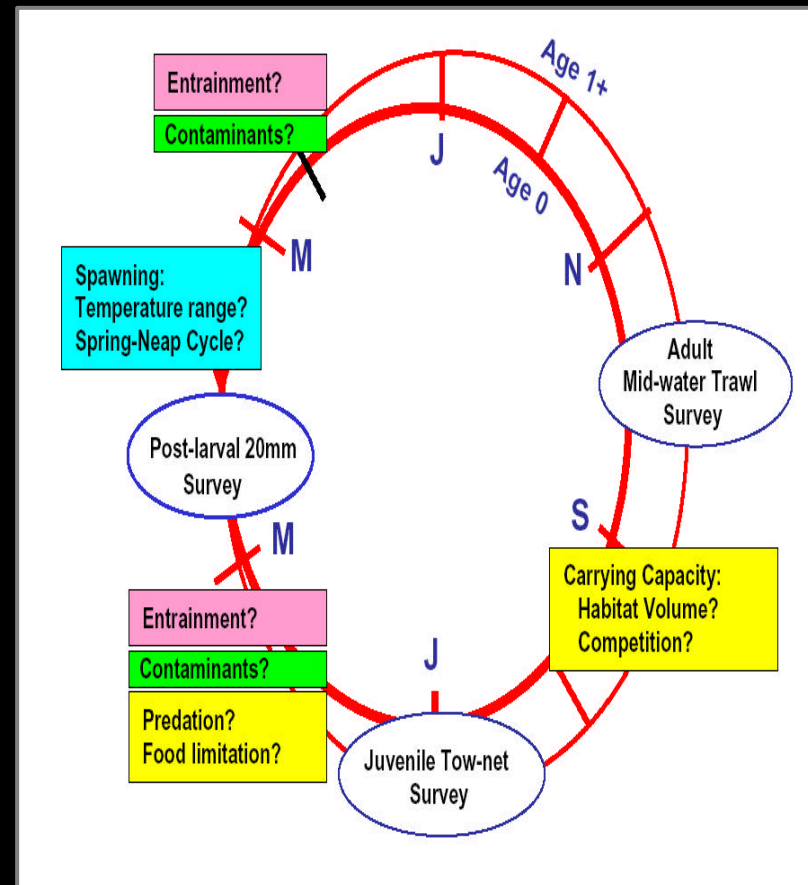 Entrainment?
Contaminants?
Age 1+
J
Age 0
M
N
Spawning:
Temperature range?
Spring-Neap Cycle?
Adult
Mid-water Trawl
Survey
Post-larval 20mm
Survey
S
M
Carrying Capacity:
Habitat Volume?
Competition?
Entrainment?
Contaminants?
Predation?
Food limitation?
J
Juvenile Tow-net
Survey